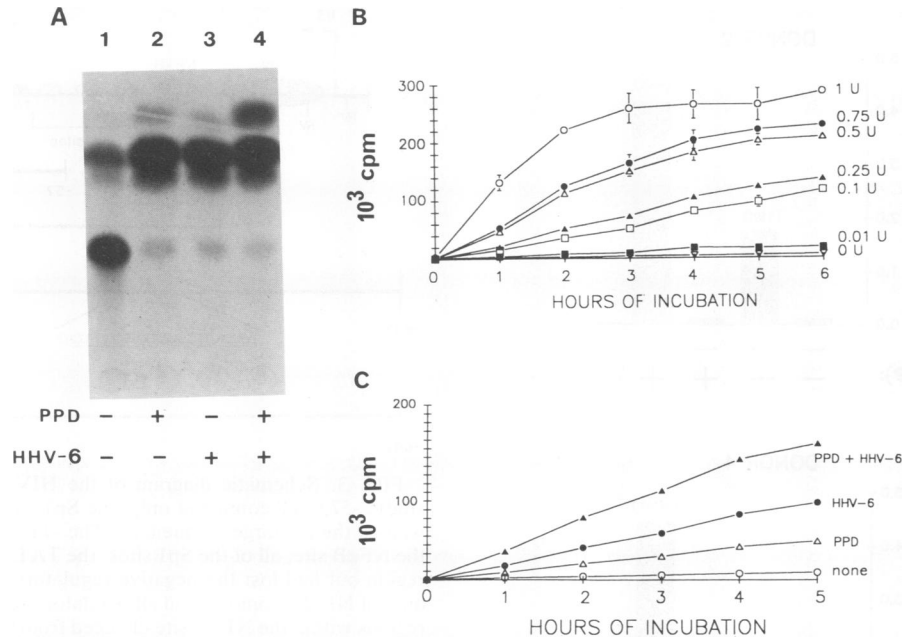 A
1 2 3 4
PPD - + - +
HHV-6 - - + +
B
10³ cpm
300
200
100
0 1 2 3 4 5 6
HOURS OF INCUBATION
1 U
0.75 U
0.5 U
0.25 U
0.1 U
0.01 U
0 U
C
10³ cpm
200
100
0
0 1 2 3 4 5
HOURS OF INCUBATION
PPD + HHV-6
HHV-6
PPD
none